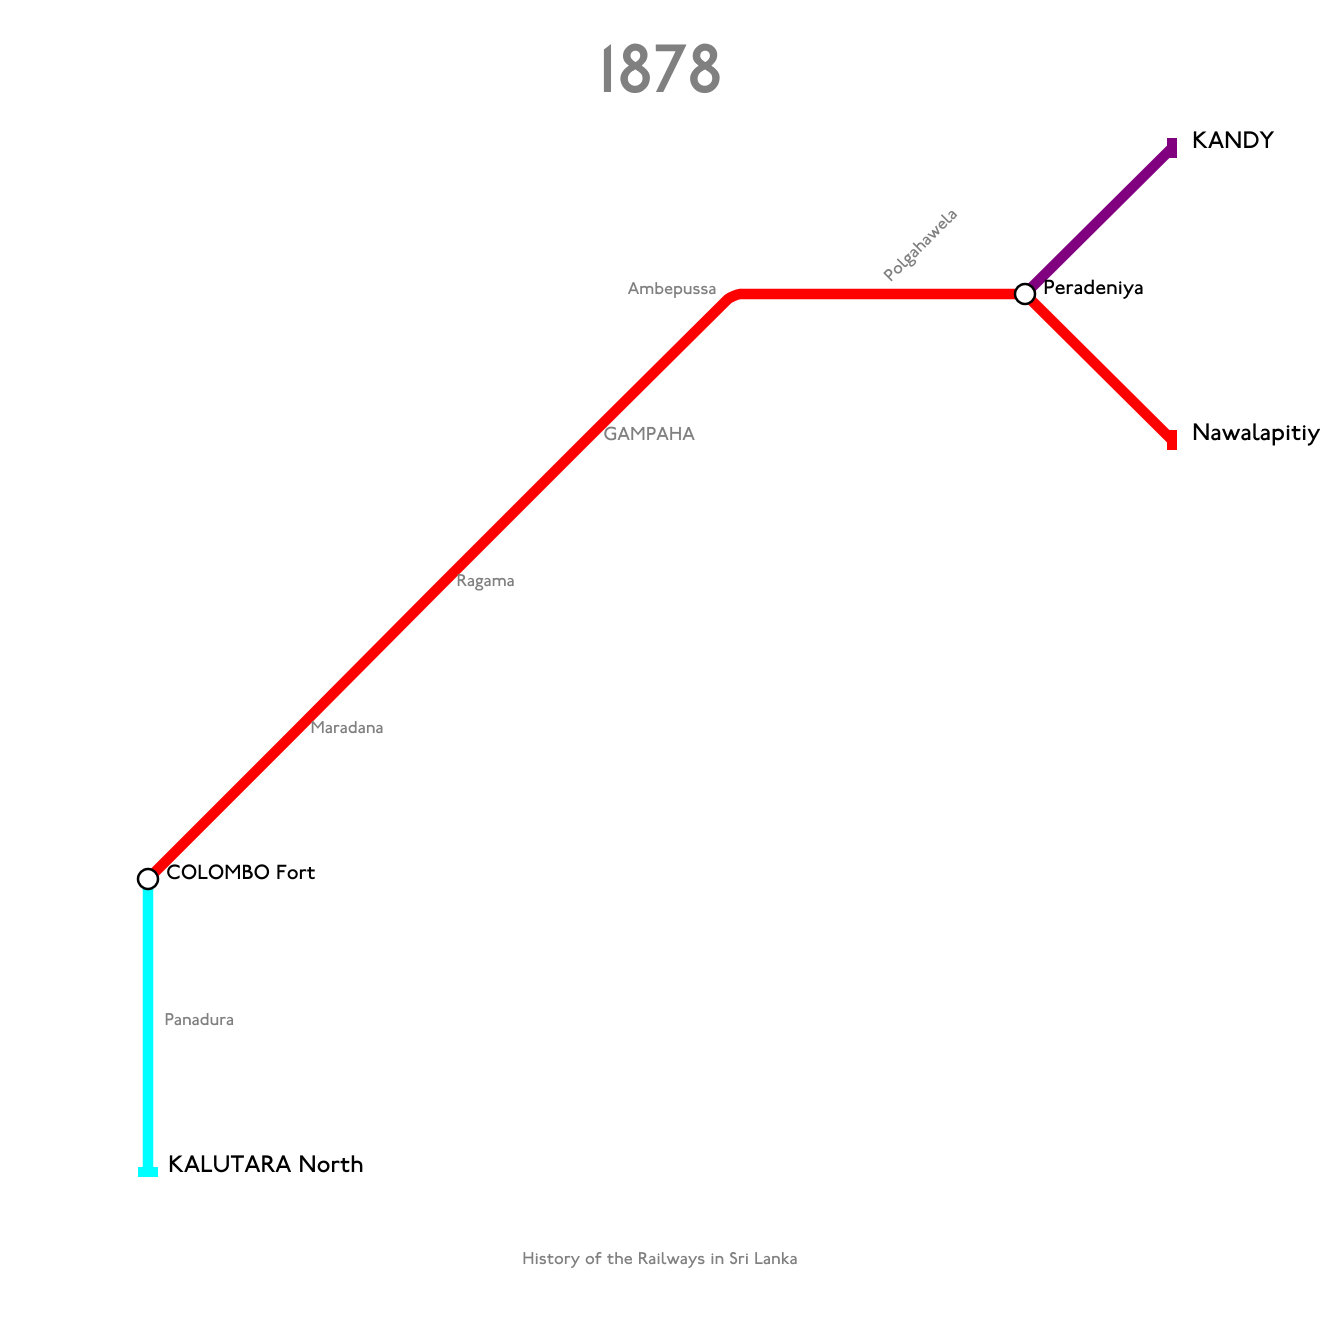 1878
KANDY
Polgahawela
Ambepussa
Peradeniya
Nawalapitiy
GAMPAHA
Ragama
Maradana
COLOMBO Fort
Panadura
KALUTARA North
History of the Railways in Sri Lanka